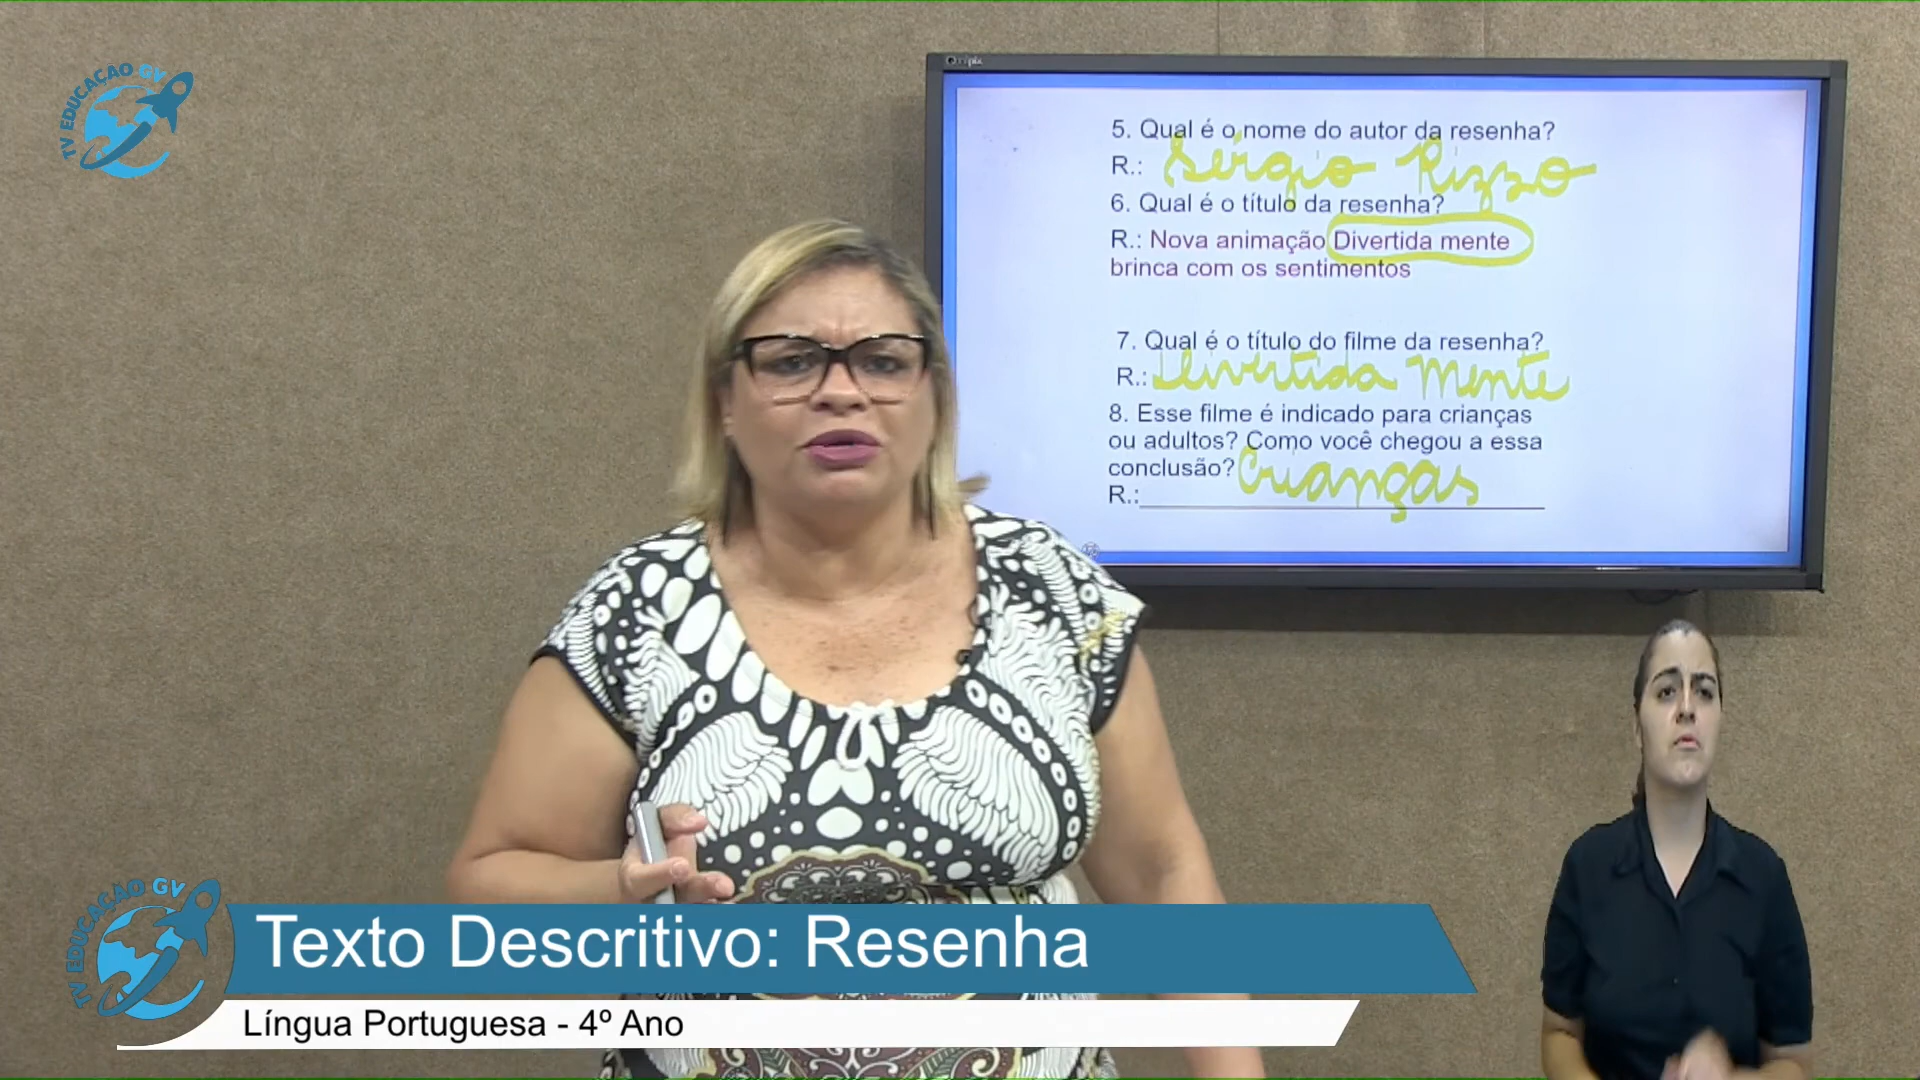 TV EDUCAÇAO GV
5. Qual é o nome do autor da resenha?
R.: Sérgio Rizzo
6. Qual é o título da resenha?
R.: Nova animação Divertida mente
brinca com os sentimentos
7. Qual é o título do filme da resenha?
R.: Divertida Mente
8. Esse filme é indicado para crianças
ou adultos? Como você chegou a essa
conclusão? Crianças
R.:
TV EDUCAÇAO GV
Texto Descritivo: Resenha
Língua Portuguesa - 4º Ano